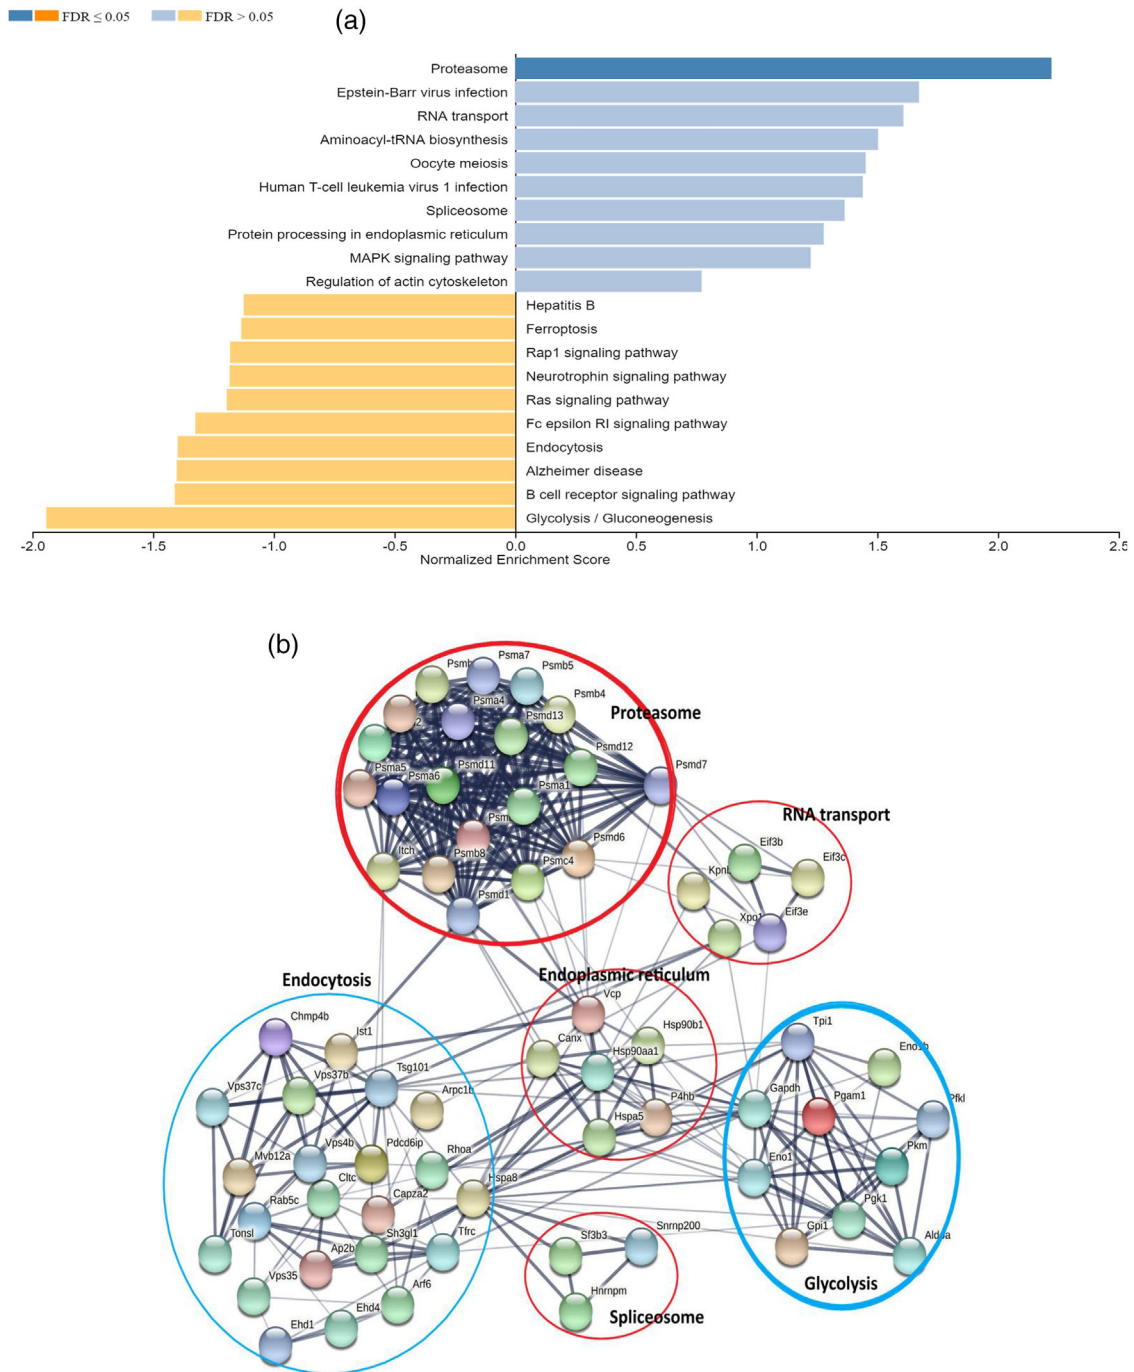 FDR ≤ 0.05 FDR > 0.05
(a)
Proteasome
Epstein-Barr virus infection
RNA transport
Aminoacyl-tRNA biosynthesis
Oocyte meiosis
Human T-cell leukemia virus 1 infection
Spliceosome
Protein processing in endoplasmic reticulum
MAPK signaling pathway
Regulation of actin cytoskeleton
Hepatitis B
Ferroptosis
Rap1 signaling pathway
Neurotrophin signaling pathway
Ras signaling pathway
Fc epsilon RI signaling pathway
Endocytosis
Alzheimer disease
B cell receptor signaling pathway
Glycolysis / Gluconeogenesis
-2.0 -1.5 -1.0 -0.5 0.0 0.5 1.0 1.5 2.0 2.5
Normalized Enrichment Score
(b)
Psma7
Psmb5
Psma4
Psmb4
Psmd13
Proteasome
Psmd12
Psmd7
Psma5
Psma6
Psmd11
Psma1
Itch
Psmb8
Psmc4
Psmd6
Psmd1
RNA transport
Eif3b
Eif3c
Xpo1
Eif3e
Endocytosis
Chmp4b
Ist1
Tsg101
Vps37c
Vps37b
Arpc1b
Mvb12a
Vps4b
Pdcd6ip
Rhoa
Hspa8
Cltc
Capza2
Rab5c
Tonsl
Ap2b
Sh3gl1
Tfrc
Vps35
Arf6
Ehd4
Ehd1
Endoplasmic reticulum
Vcp
Hsp90b1
Canx
Hsp90aa1
P4hb
Hspa5
Sf3b3
Snrnp200
Hnrnpm
Spliceosome
Tpi1
Eno1b
Gapdh
Pgam1
Pfkl
Eno1
Pkm
Pgk1
Gpi1
Glycolysis